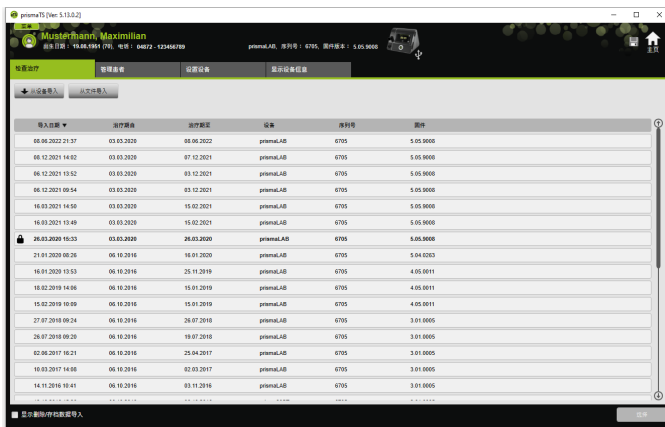 prismaTS [Ver: 5.13.0.2]
菜单
Mustermann, Maximilian
出生日期： 19.08.1951 (70), 电话： 04872 - 123456789
prismaLAB, 序列号： 6705, 固件版本： 5.05.9008
主页
检查治疗 管理患者 设置设备 显示设备信息
从设备导入 从文件导入
导入日期 ▼ 治疗期自 治疗期至 设备 序列号 固件
08.06.2022 21:37 03.03.2020 08.06.2022 prismaLAB 6705 5.05.9008
08.12.2021 14:02 03.03.2020 07.12.2021 prismaLAB 6705 5.05.9008
06.12.2021 13:52 03.03.2020 03.12.2021 prismaLAB 6705 5.05.9008
06.12.2021 09:54 03.03.2020 03.12.2021 prismaLAB 6705 5.05.9008
16.03.2021 14:50 03.03.2020 15.02.2021 prismaLAB 6705 5.05.9008
16.03.2021 13:49 03.03.2020 15.02.2021 prismaLAB 6705 5.05.9008
26.03.2020 15:33 03.03.2020 26.03.2020 prismaLAB 6705 5.05.9008
21.01.2020 08:26 06.10.2016 16.01.2020 prismaLAB 6705 5.04.0263
16.01.2020 13:53 06.10.2016 25.11.2019 prismaLAB 6705 4.05.0011
18.02.2019 14:06 06.10.2016 15.01.2019 prismaLAB 6705 4.05.0011
15.02.2019 10:09 06.10.2016 15.01.2019 prismaLAB 6705 4.05.0011
27.07.2018 09:24 06.10.2016 26.07.2018 prismaLAB 6705 3.01.0005
26.07.2018 09:20 06.10.2016 19.07.2018 prismaLAB 6705 3.01.0005
02.06.2017 16:21 06.10.2016 25.04.2017 prismaLAB 6705 3.01.0005
10.03.2017 14:08 06.10.2016 02.03.2017 prismaLAB 6705 3.01.0005
14.11.2016 10:41 06.10.2016 03.11.2016 prismaLAB 6705 3.01.0005
显示删除/存档数据导入